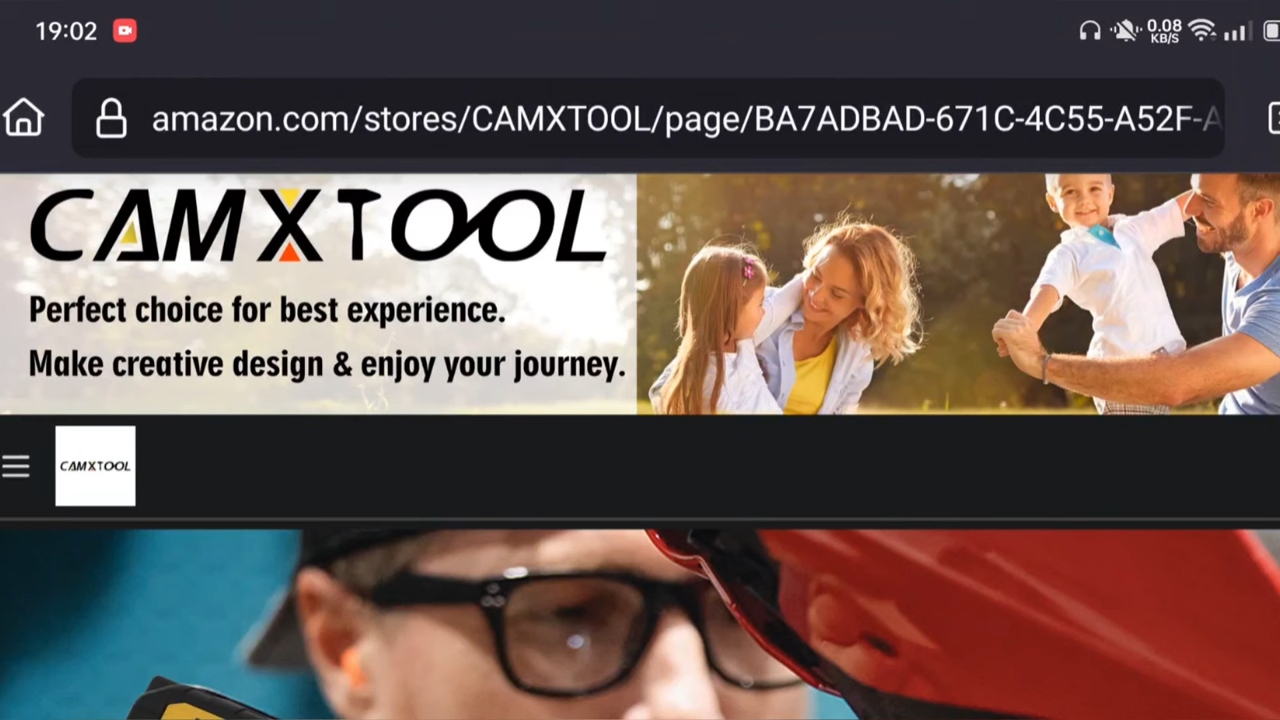 19:02
0.08
KB/S
amazon.com/stores/CAMXTOOL/page/BA7ADBAD-671C-4C55-A52F-A
CAMXTOOL
Perfect choice for best experience.
Make creative design & enjoy your journey.
CAMXTOOL